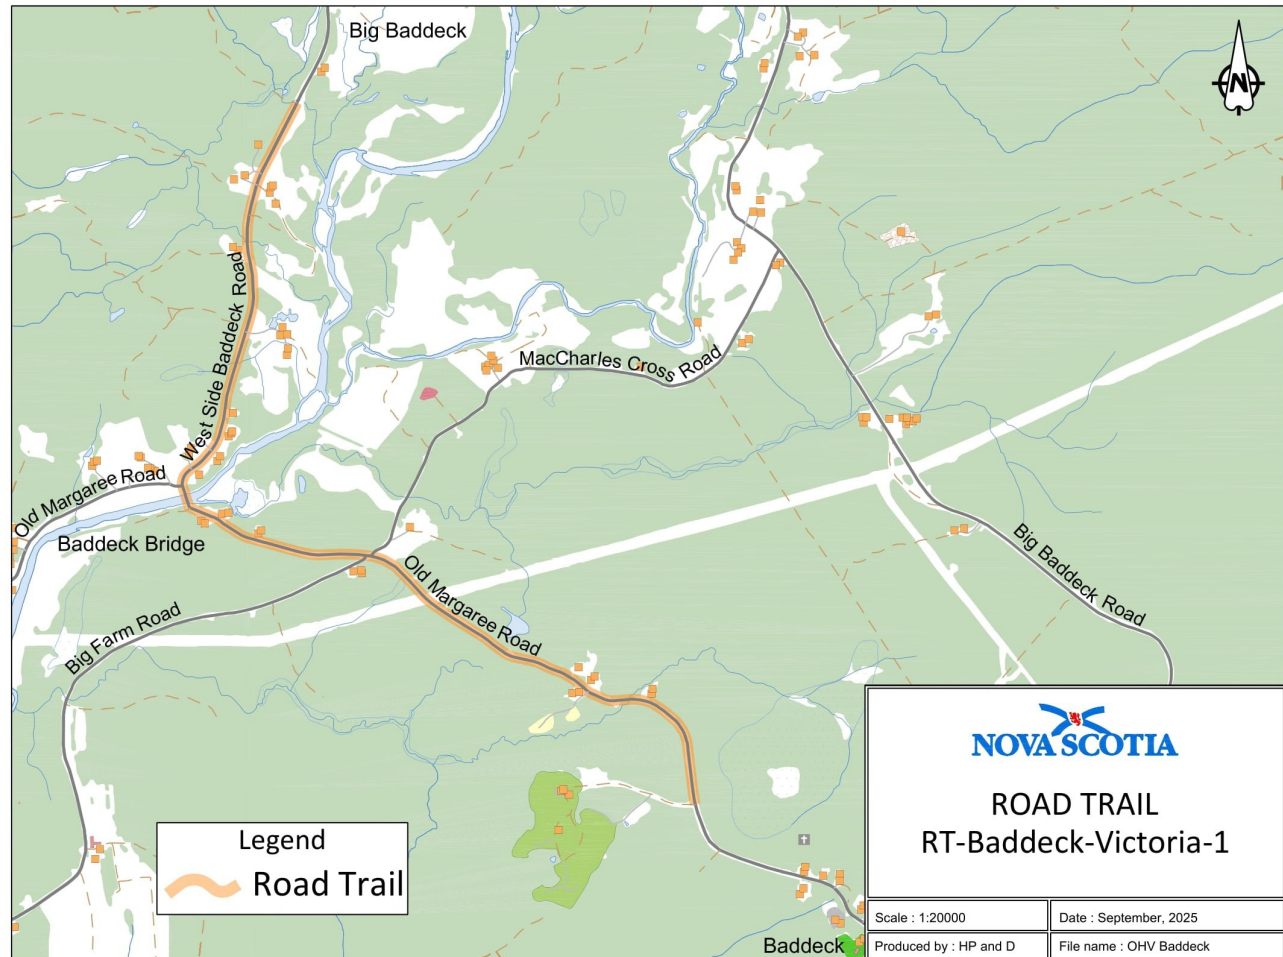 Big Baddeck
N
West Side Baddeck Road
MacCharles Cross Road
Old Margaree Road
Baddeck Bridge
Old Margaree Road
Big Baddeck Road
Big Farm Road
NOVA SCOTIA
ROAD TRAIL
RT-Baddeck-Victoria-1
Legend
Road Trail
Scale : 1:20000
Date : September, 2025
Baddeck
Produced by : HP and D
File name : OHV Baddeck